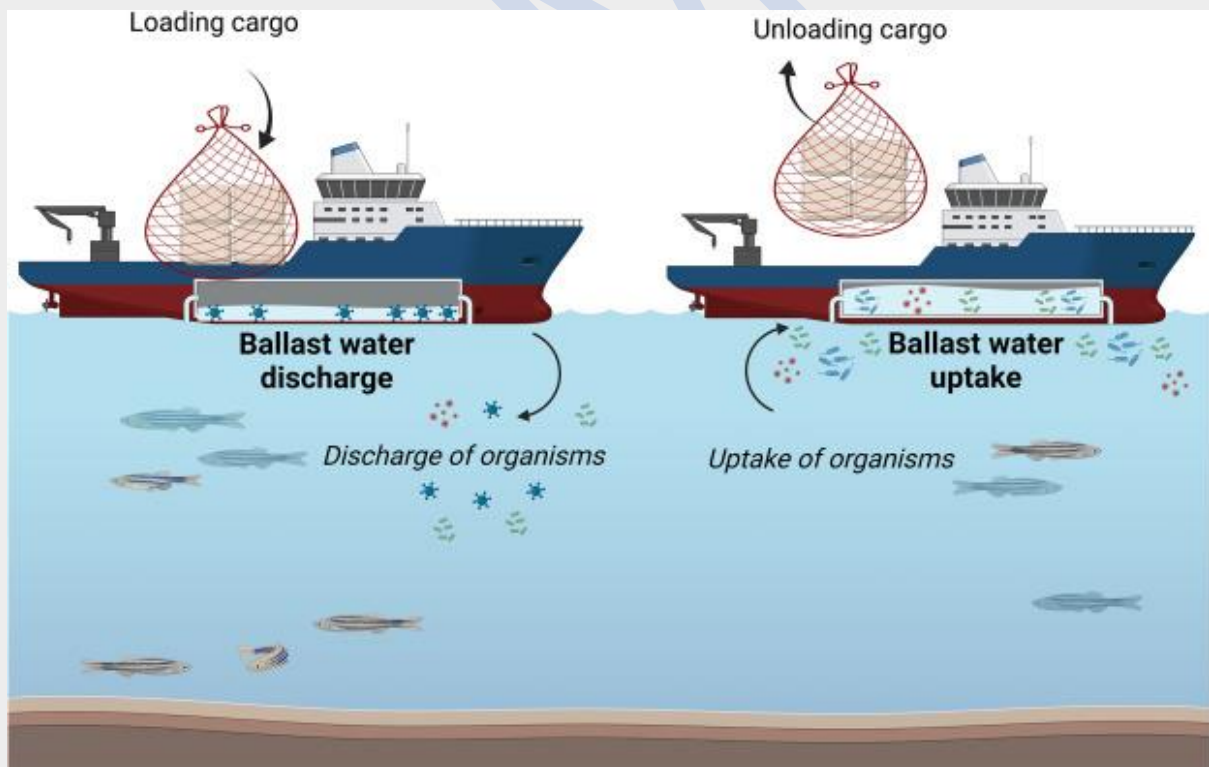 Loading cargo
Unloading cargo
Ballast water
discharge
Ballast water
uptake
Discharge of organisms
Uptake of organisms